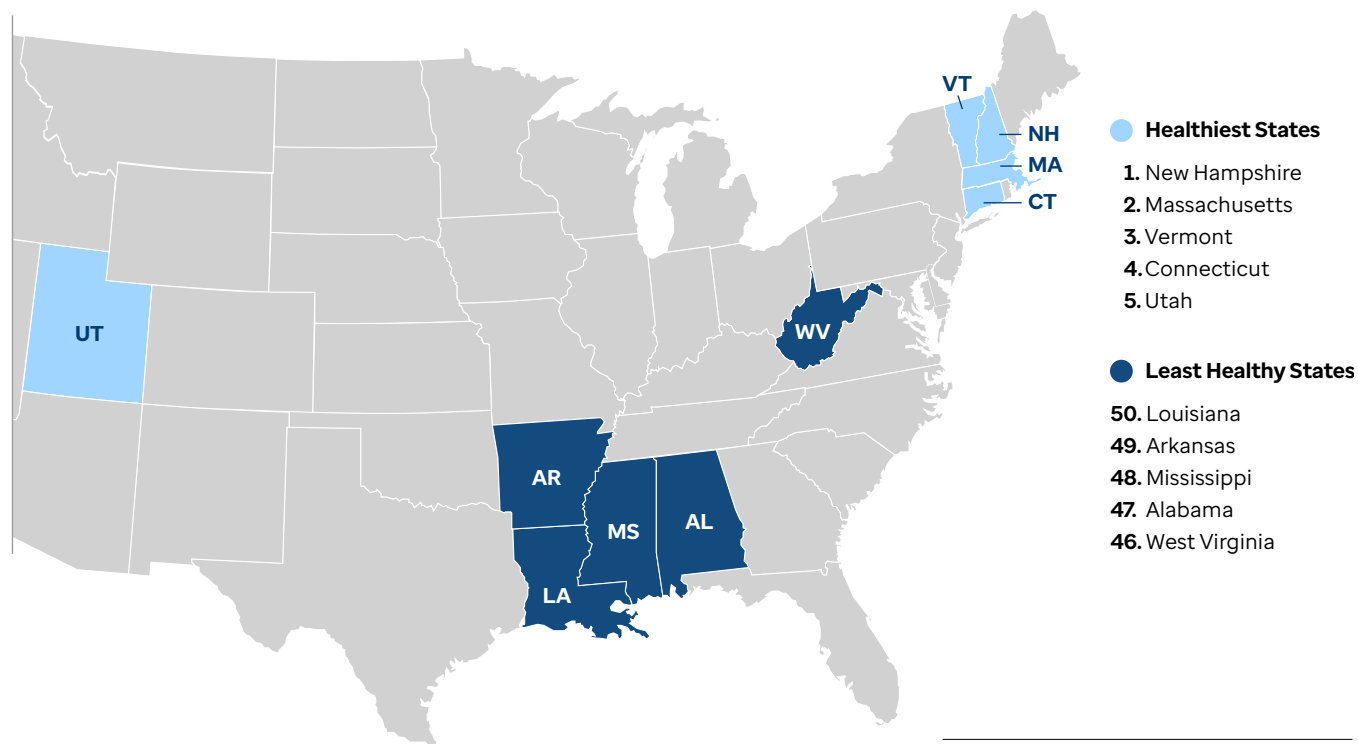 VT
NH
MA
CT
UT
WV
AR
MS
AL
LA
Healthiest States
1. New Hampshire
2. Massachusetts
3. Vermont
4. Connecticut
5. Utah
Least Healthy States
50. Louisiana
49. Arkansas
48. Mississippi
47. Alabama
46. West Virginia